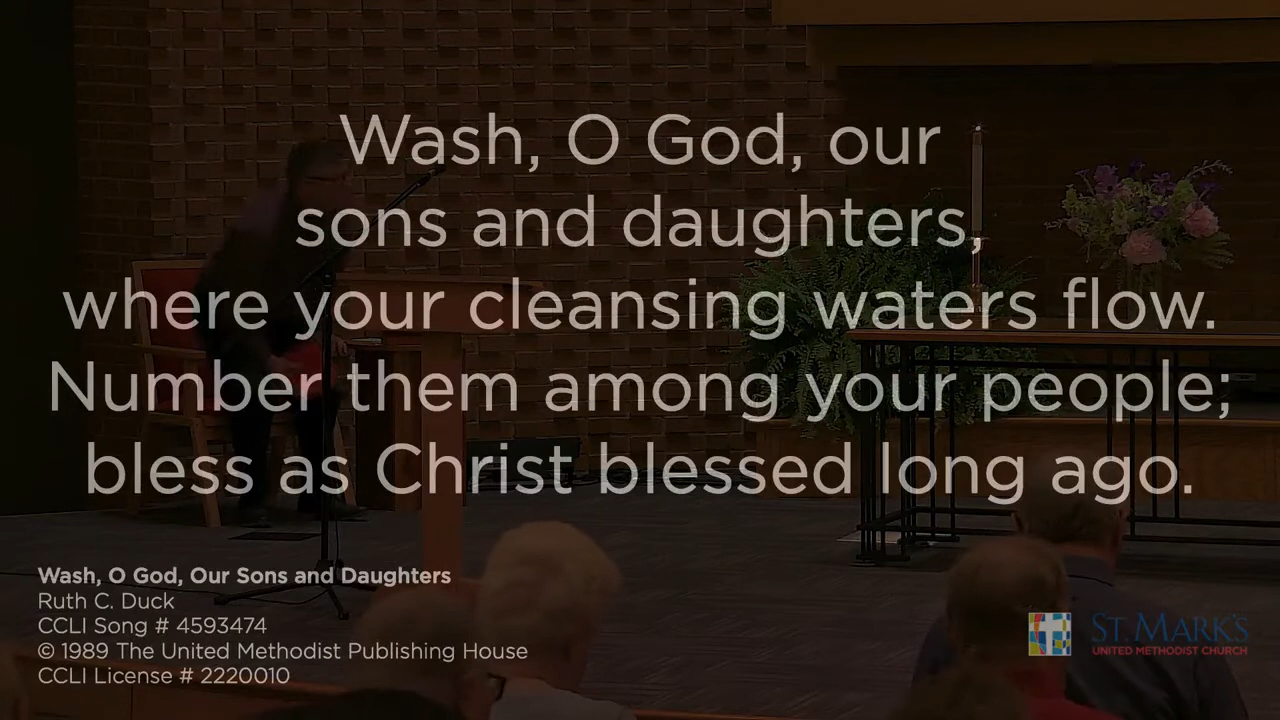 Wash, O God, our
sons and daughters,
where your cleansing waters flow.
Number them among your people;
bless as Christ blessed long ago.
Wash, O God, Our Sons and Daughters
Ruth C. Duck
CCLI Song # 4593474
© 1989 The United Methodist Publishing House
CCLI License # 2220010
ST. MARK'S
UNITED METHODIST CHURCH